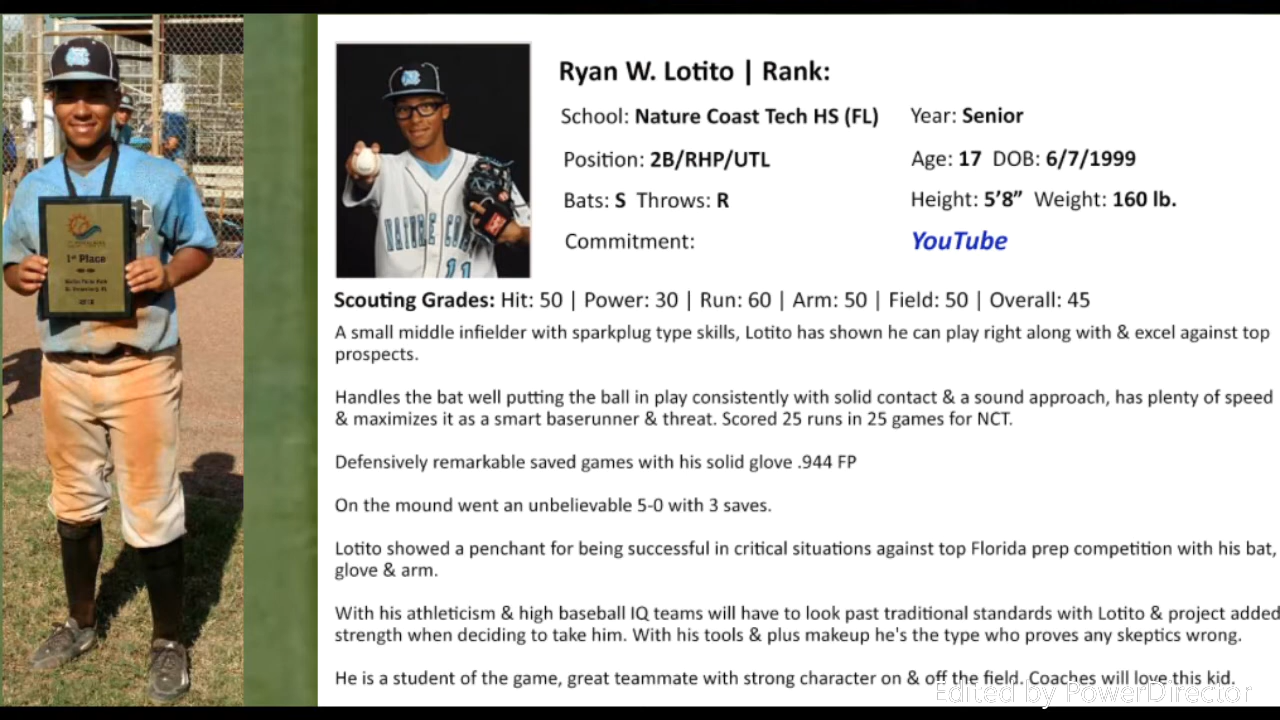 Ryan W. Lotito | Rank:
School: Nature Coast Tech HS (FL) Year: Senior
Position: 2B/RHP/UTL Age: 17 DOB: 6/7/1999
Bats: S Throws: R Height: 5’8” Weight: 160 lb.
Commitment: YouTube
NATURE CO
11
1st Place
Scouting Grades: Hit: 50 | Power: 30 | Run: 60 | Arm: 50 | Field: 50 | Overall: 45
A small middle infielder with sparkplug type skills, Lotito has shown he can play right along with & excel against top
prospects.
Handles the bat well putting the ball in play consistently with solid contact & a sound approach, has plenty of speed
& maximizes it as a smart baserunner & threat. Scored 25 runs in 25 games for NCT.
Defensively remarkable saved games with his solid glove .944 FP
On the mound went an unbelievable 5-0 with 3 saves.
Lotito showed a penchant for being successful in critical situations against top Florida prep competition with his bat,
glove & arm.
With his athleticism & high baseball IQ teams will have to look past traditional standards with Lotito & project added
strength when deciding to take him. With his tools & plus makeup he's the type who proves any skeptics wrong.
He is a student of the game, great teammate with strong character on & off the field. Coaches will love this kid.
Edited by PowerDirector